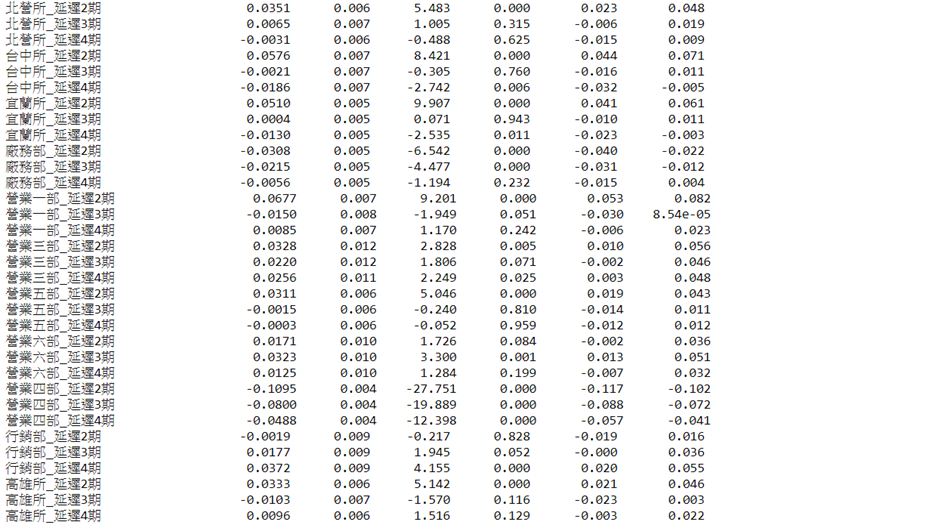 北營所_延遲2期 0.0351 0.006 5.483 0.000 0.023 0.048
北營所_延遲3期 0.0065 0.007 1.005 0.315 -0.006 0.019
北營所_延遲4期 -0.0031 0.006 -0.488 0.625 -0.015 0.009
台中所_延遲2期 0.0576 0.007 8.421 0.000 0.044 0.071
台中所_延遲3期 -0.0021 0.007 -0.305 0.760 -0.016 0.011
台中所_延遲4期 -0.0186 0.007 -2.742 0.006 -0.032 -0.005
宜蘭所_延遲2期 0.0510 0.005 9.907 0.000 0.041 0.061
宜蘭所_延遲3期 0.0004 0.005 0.071 0.943 -0.010 0.011
宜蘭所_延遲4期 -0.0130 0.005 -2.535 0.011 -0.023 -0.003
廠務部_延遲2期 -0.0308 0.005 -6.542 0.000 -0.040 -0.022
廠務部_延遲3期 -0.0215 0.005 -4.477 0.000 -0.031 -0.012
廠務部_延遲4期 -0.0056 0.005 -1.194 0.232 -0.015 0.004
營業一部_延遲2期 0.0677 0.007 9.201 0.000 0.053 0.082
營業一部_延遲3期 -0.0150 0.008 -1.949 0.051 -0.030 8.54e-05
營業一部_延遲4期 0.0085 0.007 1.170 0.242 -0.006 0.023
營業三部_延遲2期 0.0328 0.012 2.828 0.005 0.010 0.056
營業三部_延遲3期 0.0220 0.012 1.806 0.071 -0.002 0.046
營業三部_延遲4期 0.0256 0.011 2.249 0.025 0.003 0.048
營業五部_延遲2期 0.0311 0.006 5.046 0.000 0.019 0.043
營業五部_延遲3期 -0.0015 0.006 -0.240 0.810 -0.014 0.011
營業五部_延遲4期 -0.0003 0.006 -0.052 0.959 -0.012 0.012
營業六部_延遲2期 0.0171 0.010 1.726 0.084 -0.002 0.036
營業六部_延遲3期 0.0323 0.010 3.300 0.001 0.013 0.051
營業六部_延遲4期 0.0125 0.010 1.284 0.199 -0.007 0.032
營業四部_延遲2期 -0.1095 0.004 -27.751 0.000 -0.117 -0.102
營業四部_延遲3期 -0.0800 0.004 -19.889 0.000 -0.088 -0.072
營業四部_延遲4期 -0.0488 0.004 -12.398 0.000 -0.057 -0.041
行銷部_延遲2期 -0.0019 0.009 -0.217 0.828 -0.019 0.016
行銷部_延遲3期 0.0177 0.009 1.945 0.052 -0.000 0.036
行銷部_延遲4期 0.0372 0.009 4.155 0.000 0.020 0.055
高雄所_延遲2期 0.0333 0.006 5.142 0.000 0.021 0.046
高雄所_延遲3期 -0.0103 0.007 -1.570 0.116 -0.023 0.003
高雄所_延遲4期 0.0096 0.006 1.516 0.129 -0.003 0.022